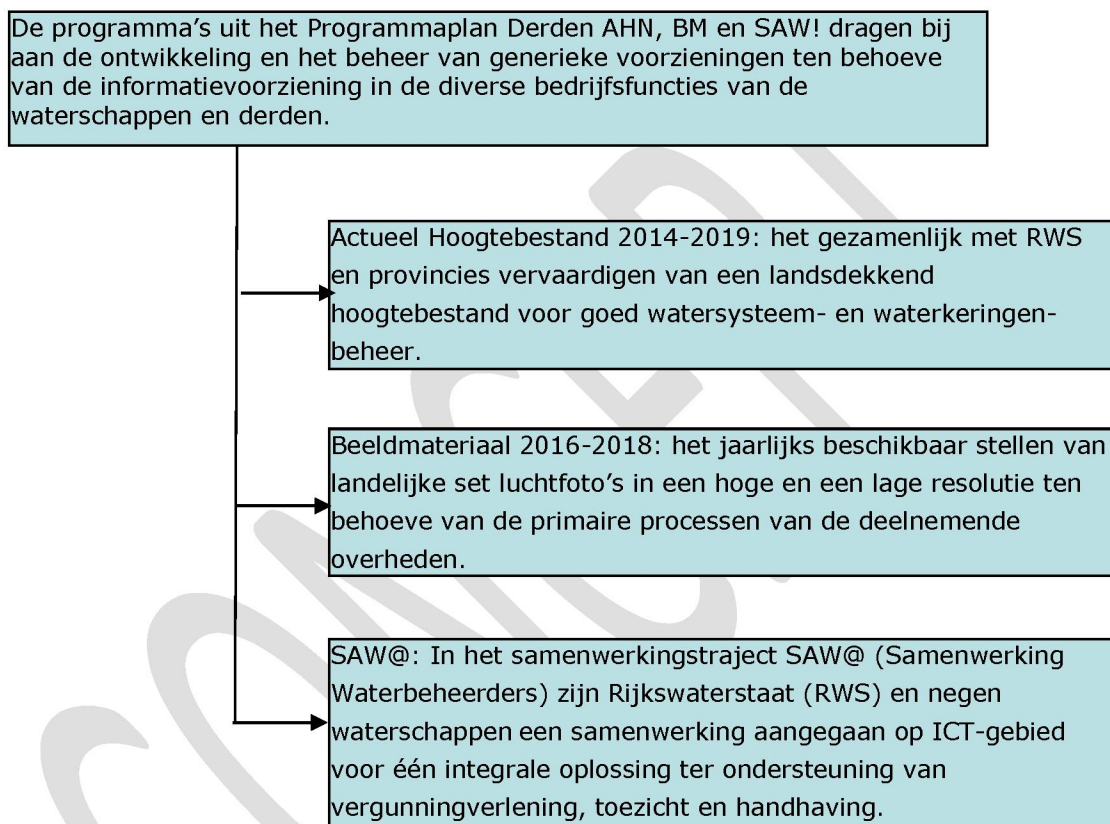 De programma’s uit het Programmaplan Derden AHN, BM en SAW! dragen bij
aan de ontwikkeling en het beheer van generieke voorzieningen ten behoeve
van de informatievoorziening in de diverse bedrijfsfuncties van de
waterschappen en derden.
Actueel Hoogtebestand 2014-2019: het gezamenlijk met RWS
en provincies vervaardigen van een landsdekkend
hoogtebestand voor goed watersysteem- en waterkeringen-
beheer.
Beeldmateriaal 2016-2018: het jaarlijks beschikbaar stellen van
landelijke set luchtfoto’s in een hoge en een lage resolutie ten
behoeve van de primaire processen van de deelnemende
overheden.
SAW@: In het samenwerkingstraject SAW@ (Samenwerking
Waterbeheerders) zijn Rijkswaterstaat (RWS) en negen
waterschappen een samenwerking aangegaan op ICT-gebied
voor één integrale oplossing ter ondersteuning van
vergunningverlening, toezicht en handhaving.
CONCEPT